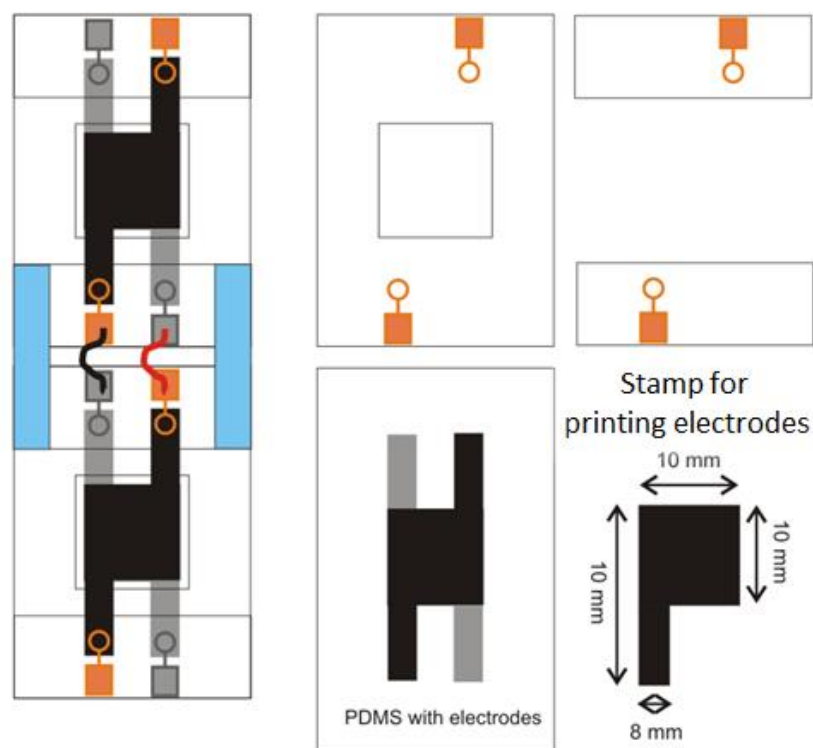 Stamp for
printing electrodes
10 mm
10 mm
10 mm
8 mm
PDMS with electrodes